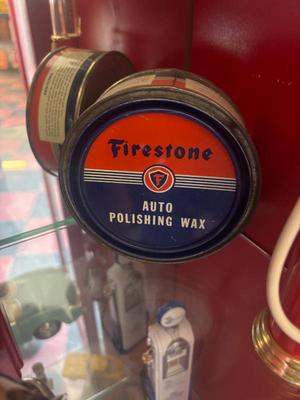 Firestone
F
AUTO
POLISHING WAX